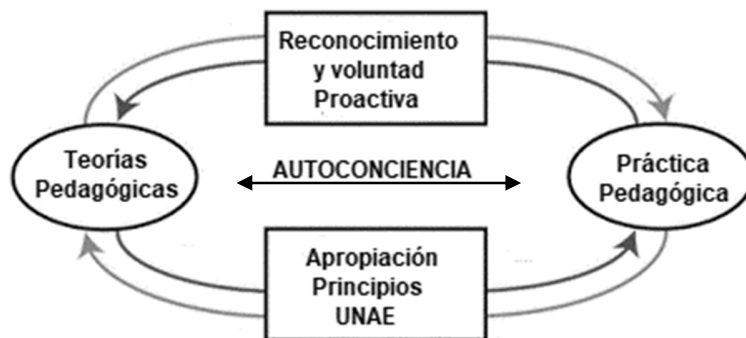 Reconocimiento
y voluntad
Proactiva
Teorías
Pedagógicas
AUTOCONCIENCIA
Práctica
Pedagógica
Apropiación
Principios
UNAE